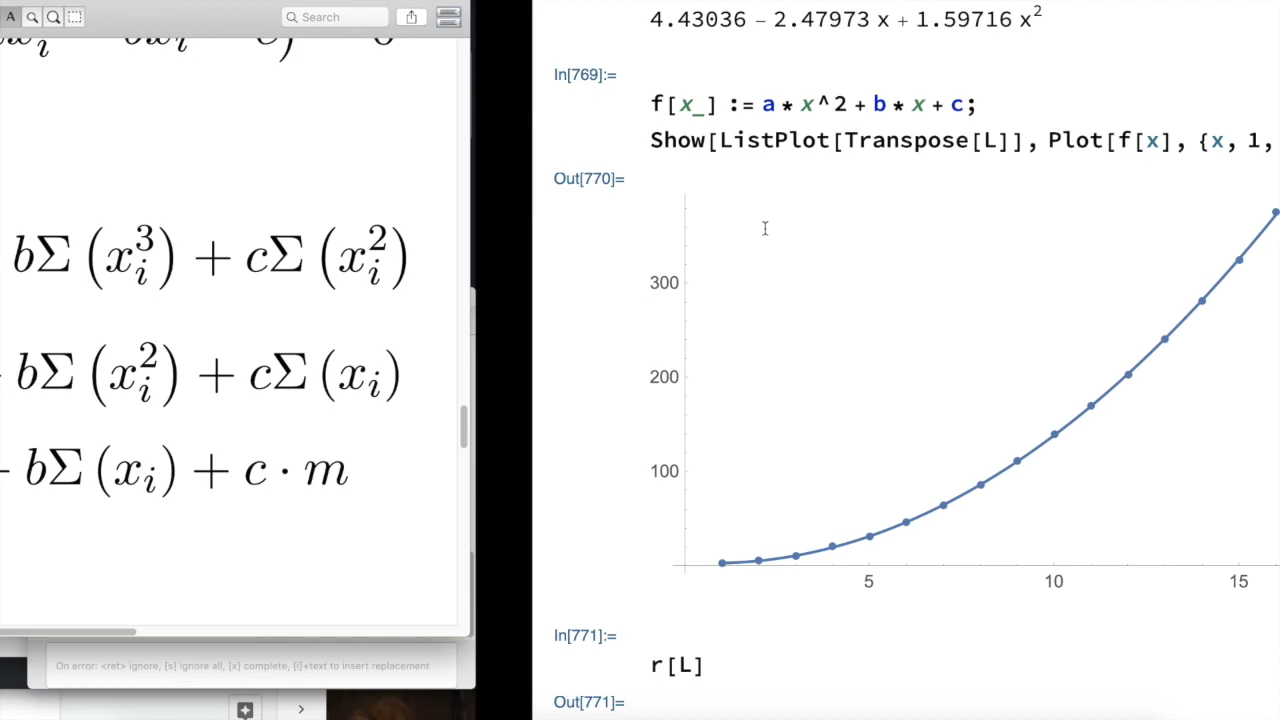 A
Search
bΣ (x_i^3) + cΣ (x_i^2)
bΣ (x_i^2) + cΣ (x_i)
bΣ (x_i) + c · m
On error: <ret> ignore, [s] ignore all, [x] complete, [i]+text to insert replacement
4.43036 – 2.47973 x + 1.59716 x²
In[769]:=
f[x_] := a * x^2 + b * x + c;
Show[ListPlot[Transpose[L]], Plot[f[x], {x, 1,
Out[770]=
300
200
100
5 10 15
In[771]:=
r[L]
Out[771]=